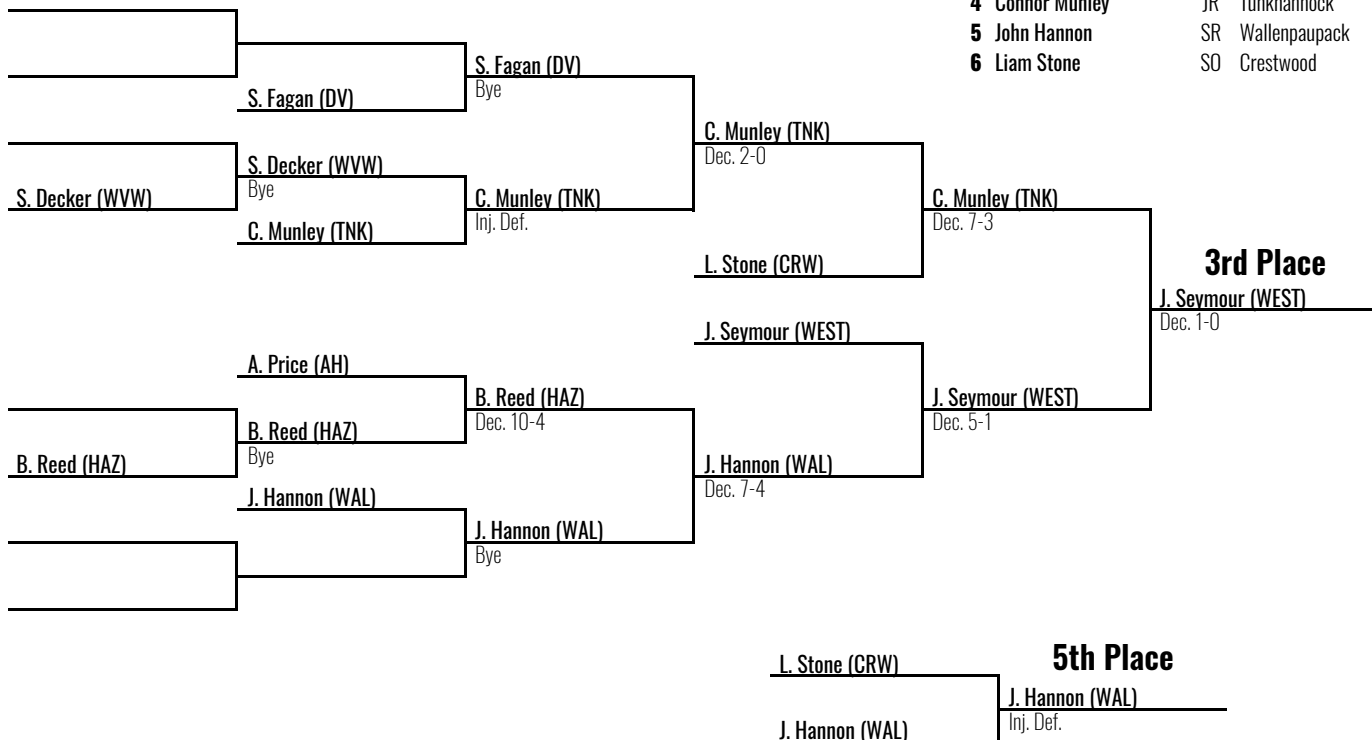 4 Connor Munley JR Tunkhannock
5 John Hannon SR Wallenpaupack
6 Liam Stone SO Crestwood
S. Fagan (DV)
Bye
S. Fagan (DV)
C. Munley (TNK)
Dec. 2-0
S. Decker (WVW)
Bye
S. Decker (WVW)
C. Munley (TNK)
Inj. Def.
C. Munley (TNK)
Dec. 7-3
C. Munley (TNK)
L. Stone (CRW)
3rd Place
J. Seymour (WEST)
Dec. 1-0
J. Seymour (WEST)
A. Price (AH)
B. Reed (HAZ)
Dec. 10-4
J. Seymour (WEST)
Dec. 5-1
B. Reed (HAZ)
Bye
B. Reed (HAZ)
J. Hannon (WAL)
Dec. 7-4
J. Hannon (WAL)
J. Hannon (WAL)
Bye
5th Place
L. Stone (CRW)
J. Hannon (WAL)
Inj. Def.
J. Hannon (WAL)